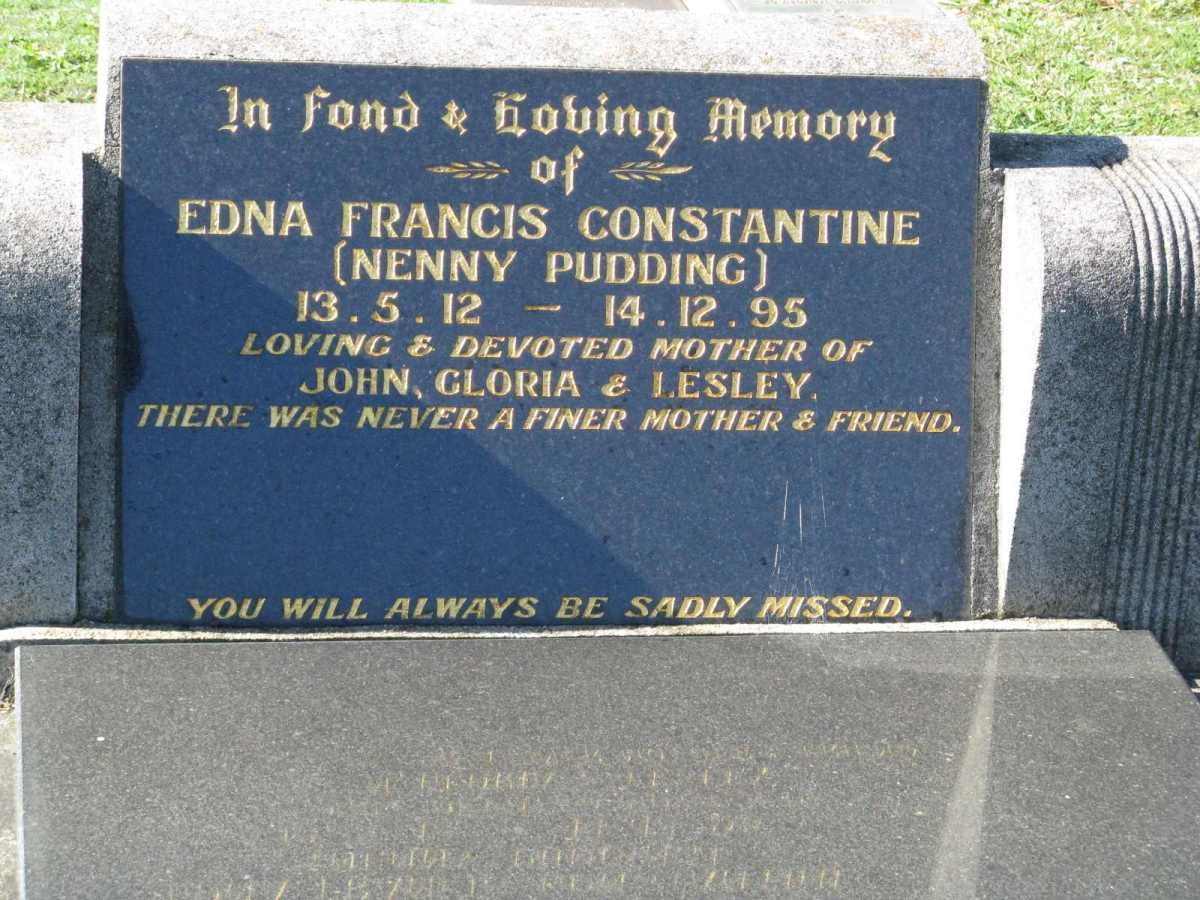 In Fond & Loving Memory
of
EDNA FRANCIS CONSTANTINE
(NENNY PUDDING)
13.5.12 — 14.12.95
LOVING & DEVOTED MOTHER OF
JOHN, GLORIA & LESLEY.
THERE WAS NEVER A FINER MOTHER & FRIEND.
YOU WILL ALWAYS BE SADLY MISSED.